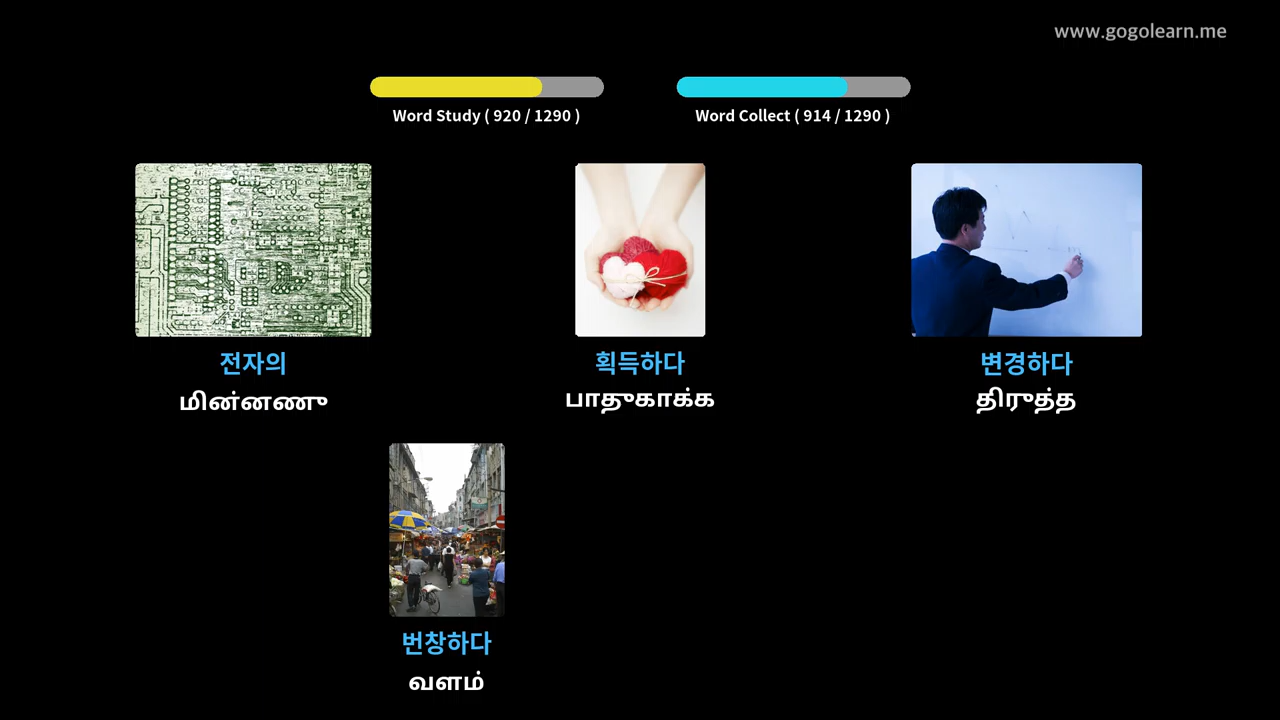 www.gogolearn.me
Word Study ( 920 / 1290 )
Word Collect ( 914 / 1290 )
전자의
மின்னணு
획득하다
பாதுகாக்க
변경하다
திருத்த
번창하다
வளம்